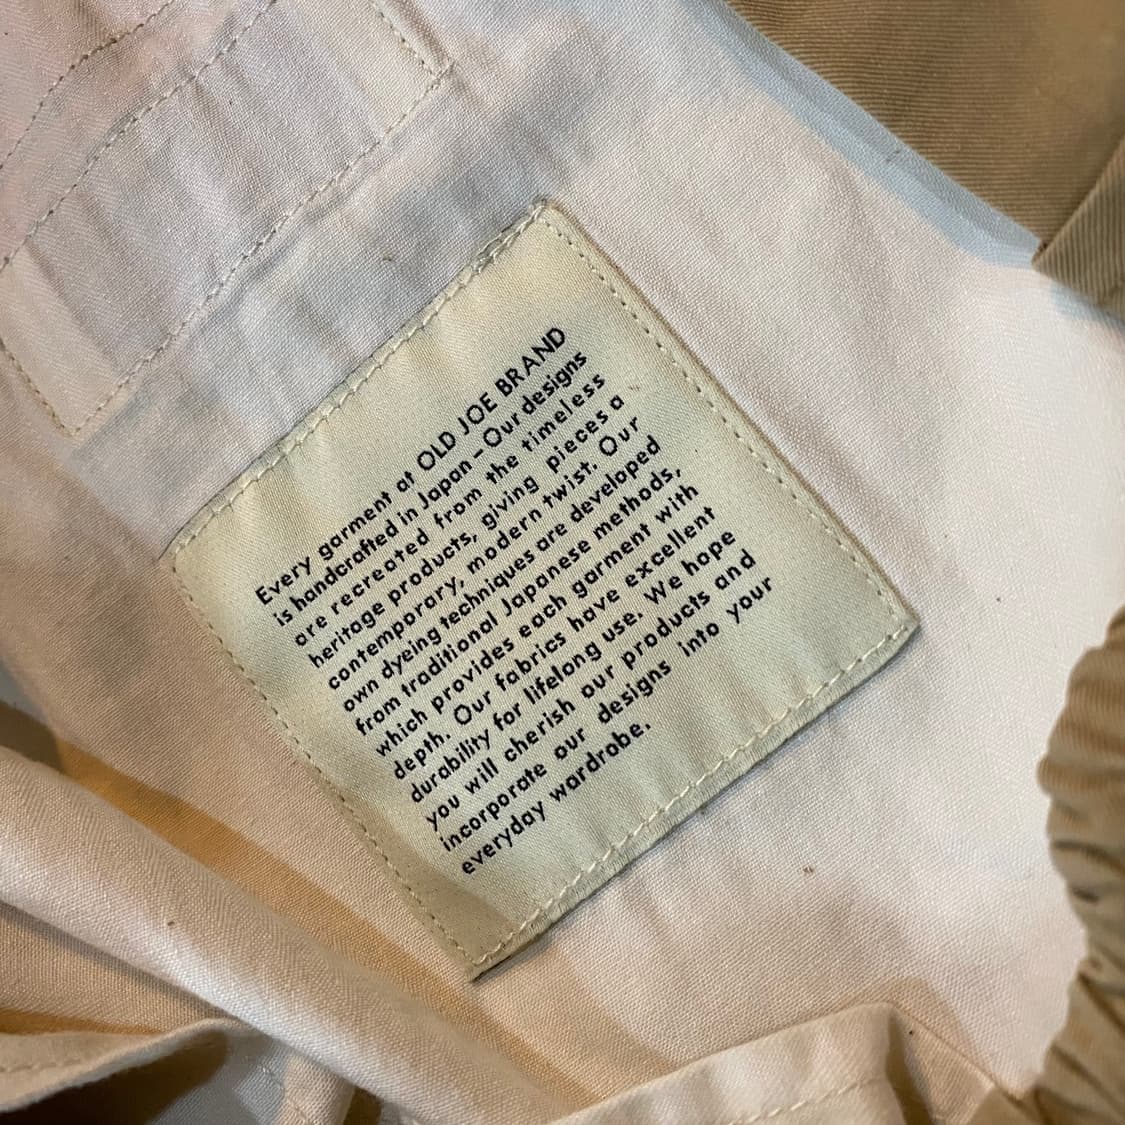 Every garment at OLD JOE BRAND
is handcrafted in Japan - Our designs
are recreated from the timeless
heritage products, giving pieces a
contemporary, modern twist. Our
own dyeing techniques are developed
from traditional Japanese methods,
which provides each garment with
depth. Our fabrics have excellent
durability for lifelong use. We hope
you will cherish our products and
incorporate our designs into your
everyday wardrobe.